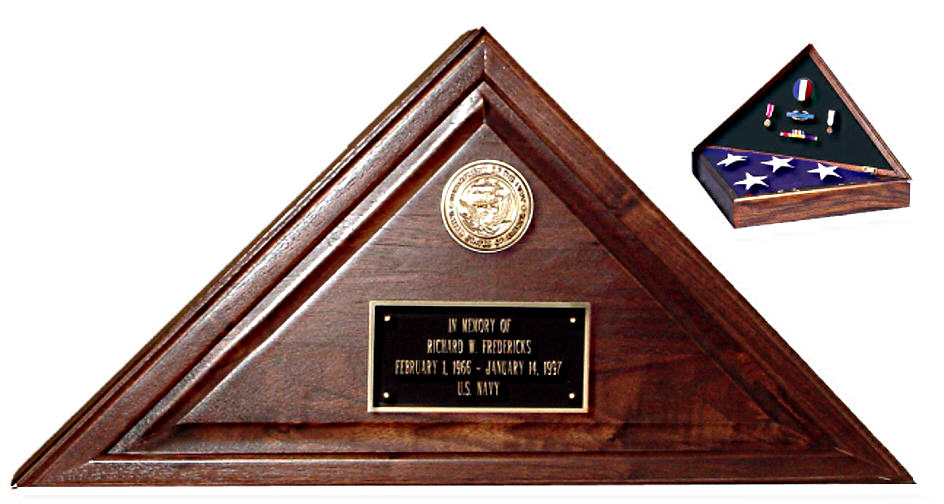 IN MEMORY OF
RICHARD W. FREDERICKS
FEBRUARY 1, 1966 - JANUARY 14, 1997
U.S. NAVY